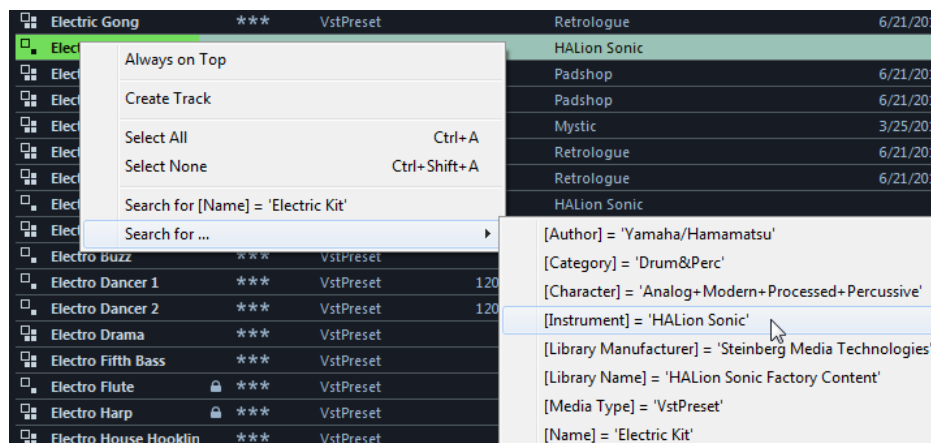 Electric Gong *** VstPreset Retrologue 6/21/20
Elect HALion Sonic
Always on Top
Elect Padshop 6/21/20
Create Track
Elect Padshop 6/21/20
Elect Mystic 3/25/20
Select All Ctrl+A
Elect Retrologue 6/21/20
Select None Ctrl+Shift+A
Elect Retrologue 6/21/20
Search for [Name] = 'Electric Kit'
Elect HALion Sonic
Search for ...
Elect
[Author] = 'Yamaha/Hamamatsu'
Electro Buzz *** VstPreset
[Category] = 'Drum&Perc'
Electro Dancer 1 *** VstPreset 120
[Character] = 'Analog+Modern+Processed+Percussive'
Electro Dancer 2 *** VstPreset 120
[Instrument] = 'HALion Sonic'
Electro Drama *** VstPreset
[Library Manufacturer] = 'Steinberg Media Technologies'
Electro Fifth Bass *** VstPreset
[Library Name] = 'HALion Sonic Factory Content'
Electro Flute *** VstPreset
[Media Type] = 'VstPreset'
Electro Harp *** VstPreset
[Name] = 'Electric Kit'
Electro House Hooklin *** VstPreset